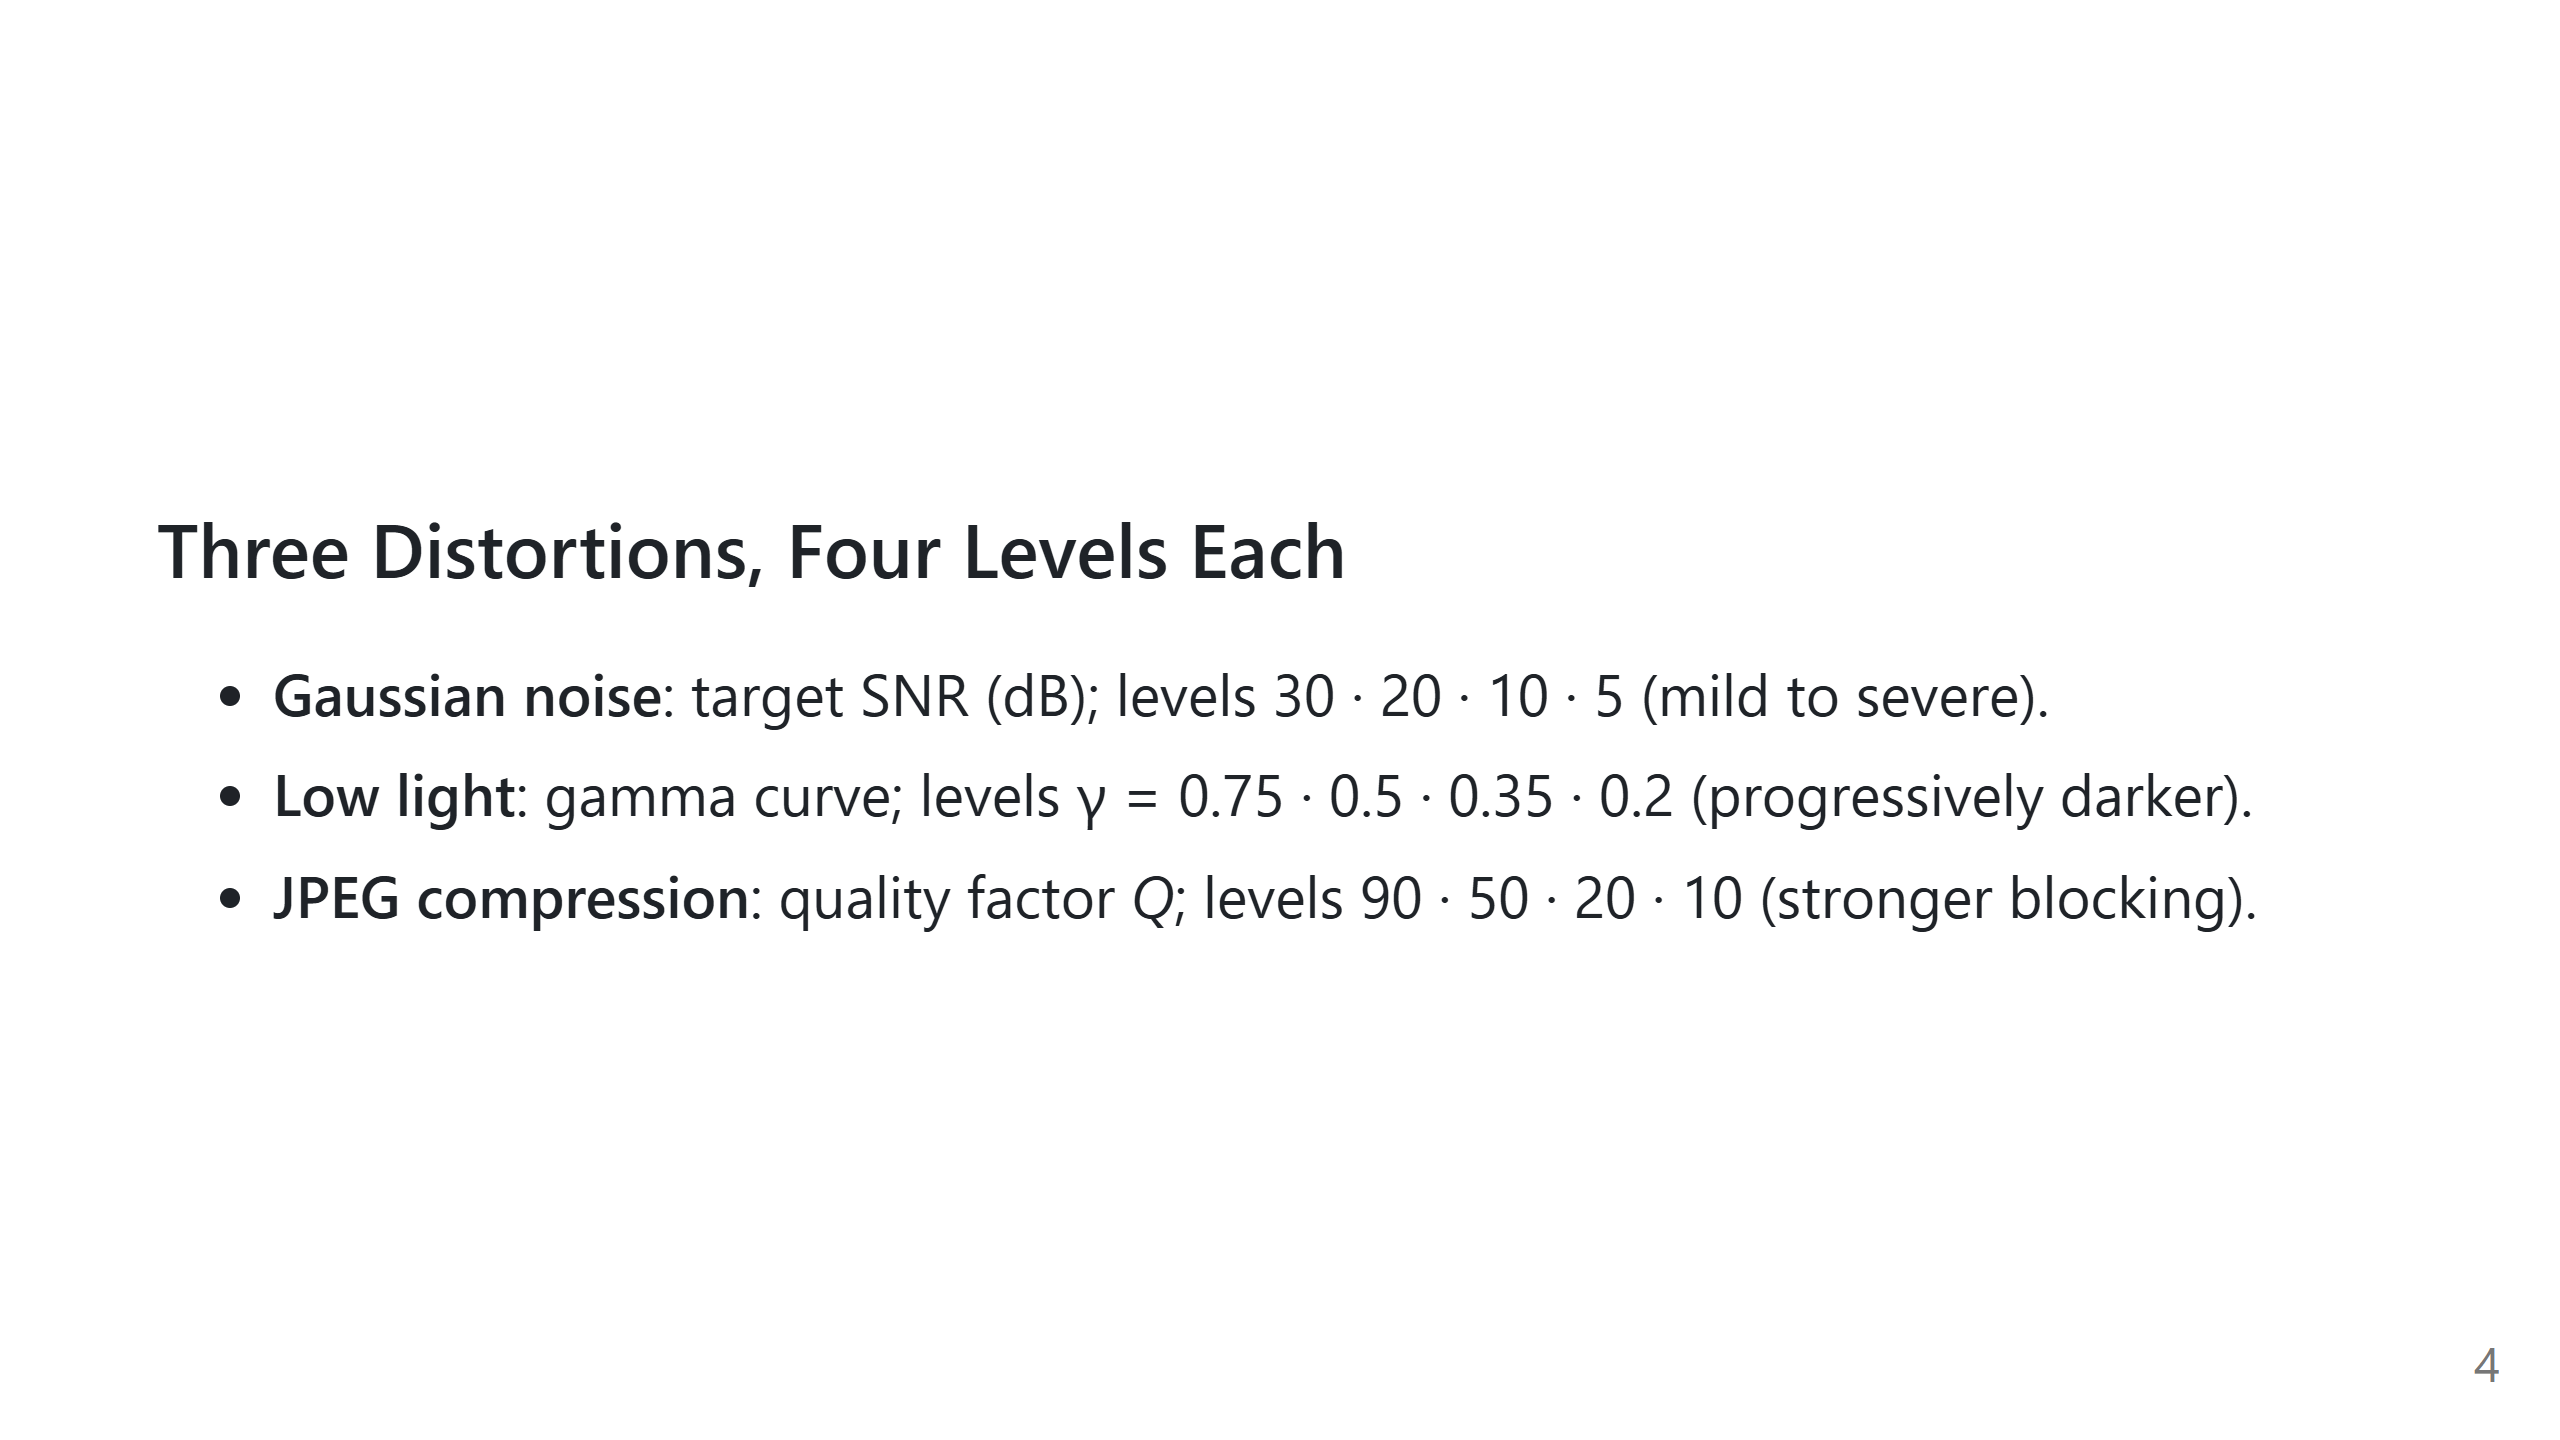 Three Distortions, Four Levels Each
• Gaussian noise: target SNR (dB); levels 30 · 20 · 10 · 5 (mild to severe).
• Low light: gamma curve; levels γ = 0.75 · 0.5 · 0.35 · 0.2 (progressively darker).
• JPEG compression: quality factor Q; levels 90 · 50 · 20 · 10 (stronger blocking).
4